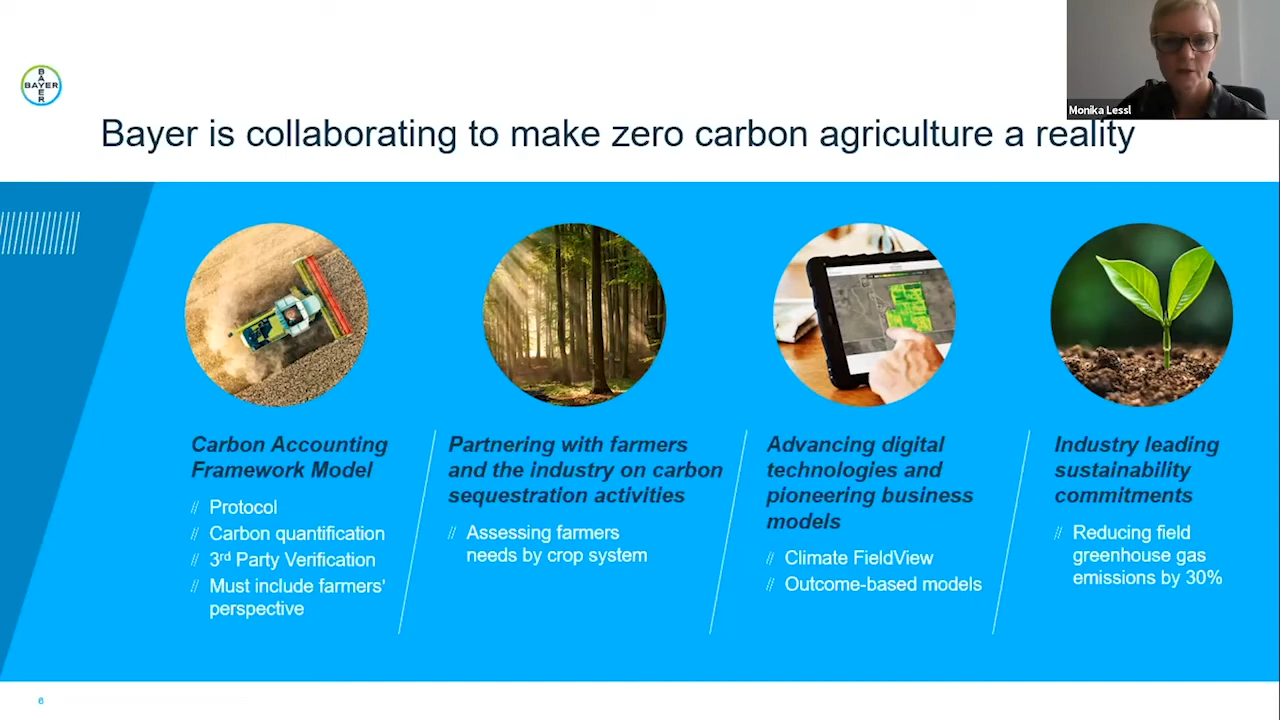 Monika Lessl
BAYER
BAYER
Bayer is collaborating to make zero carbon agriculture a reality
Carbon Accounting
Framework Model
// Protocol
// Carbon quantification
// 3rd Party Verification
// Must include farmers'
perspective
Partnering with farmers
and the industry on carbon
sequestration activities
// Assessing farmers
needs by crop system
Advancing digital
technologies and
pioneering business
models
// Climate FieldView
// Outcome-based models
Industry leading
sustainability
commitments
// Reducing field
greenhouse gas
emissions by 30%
6